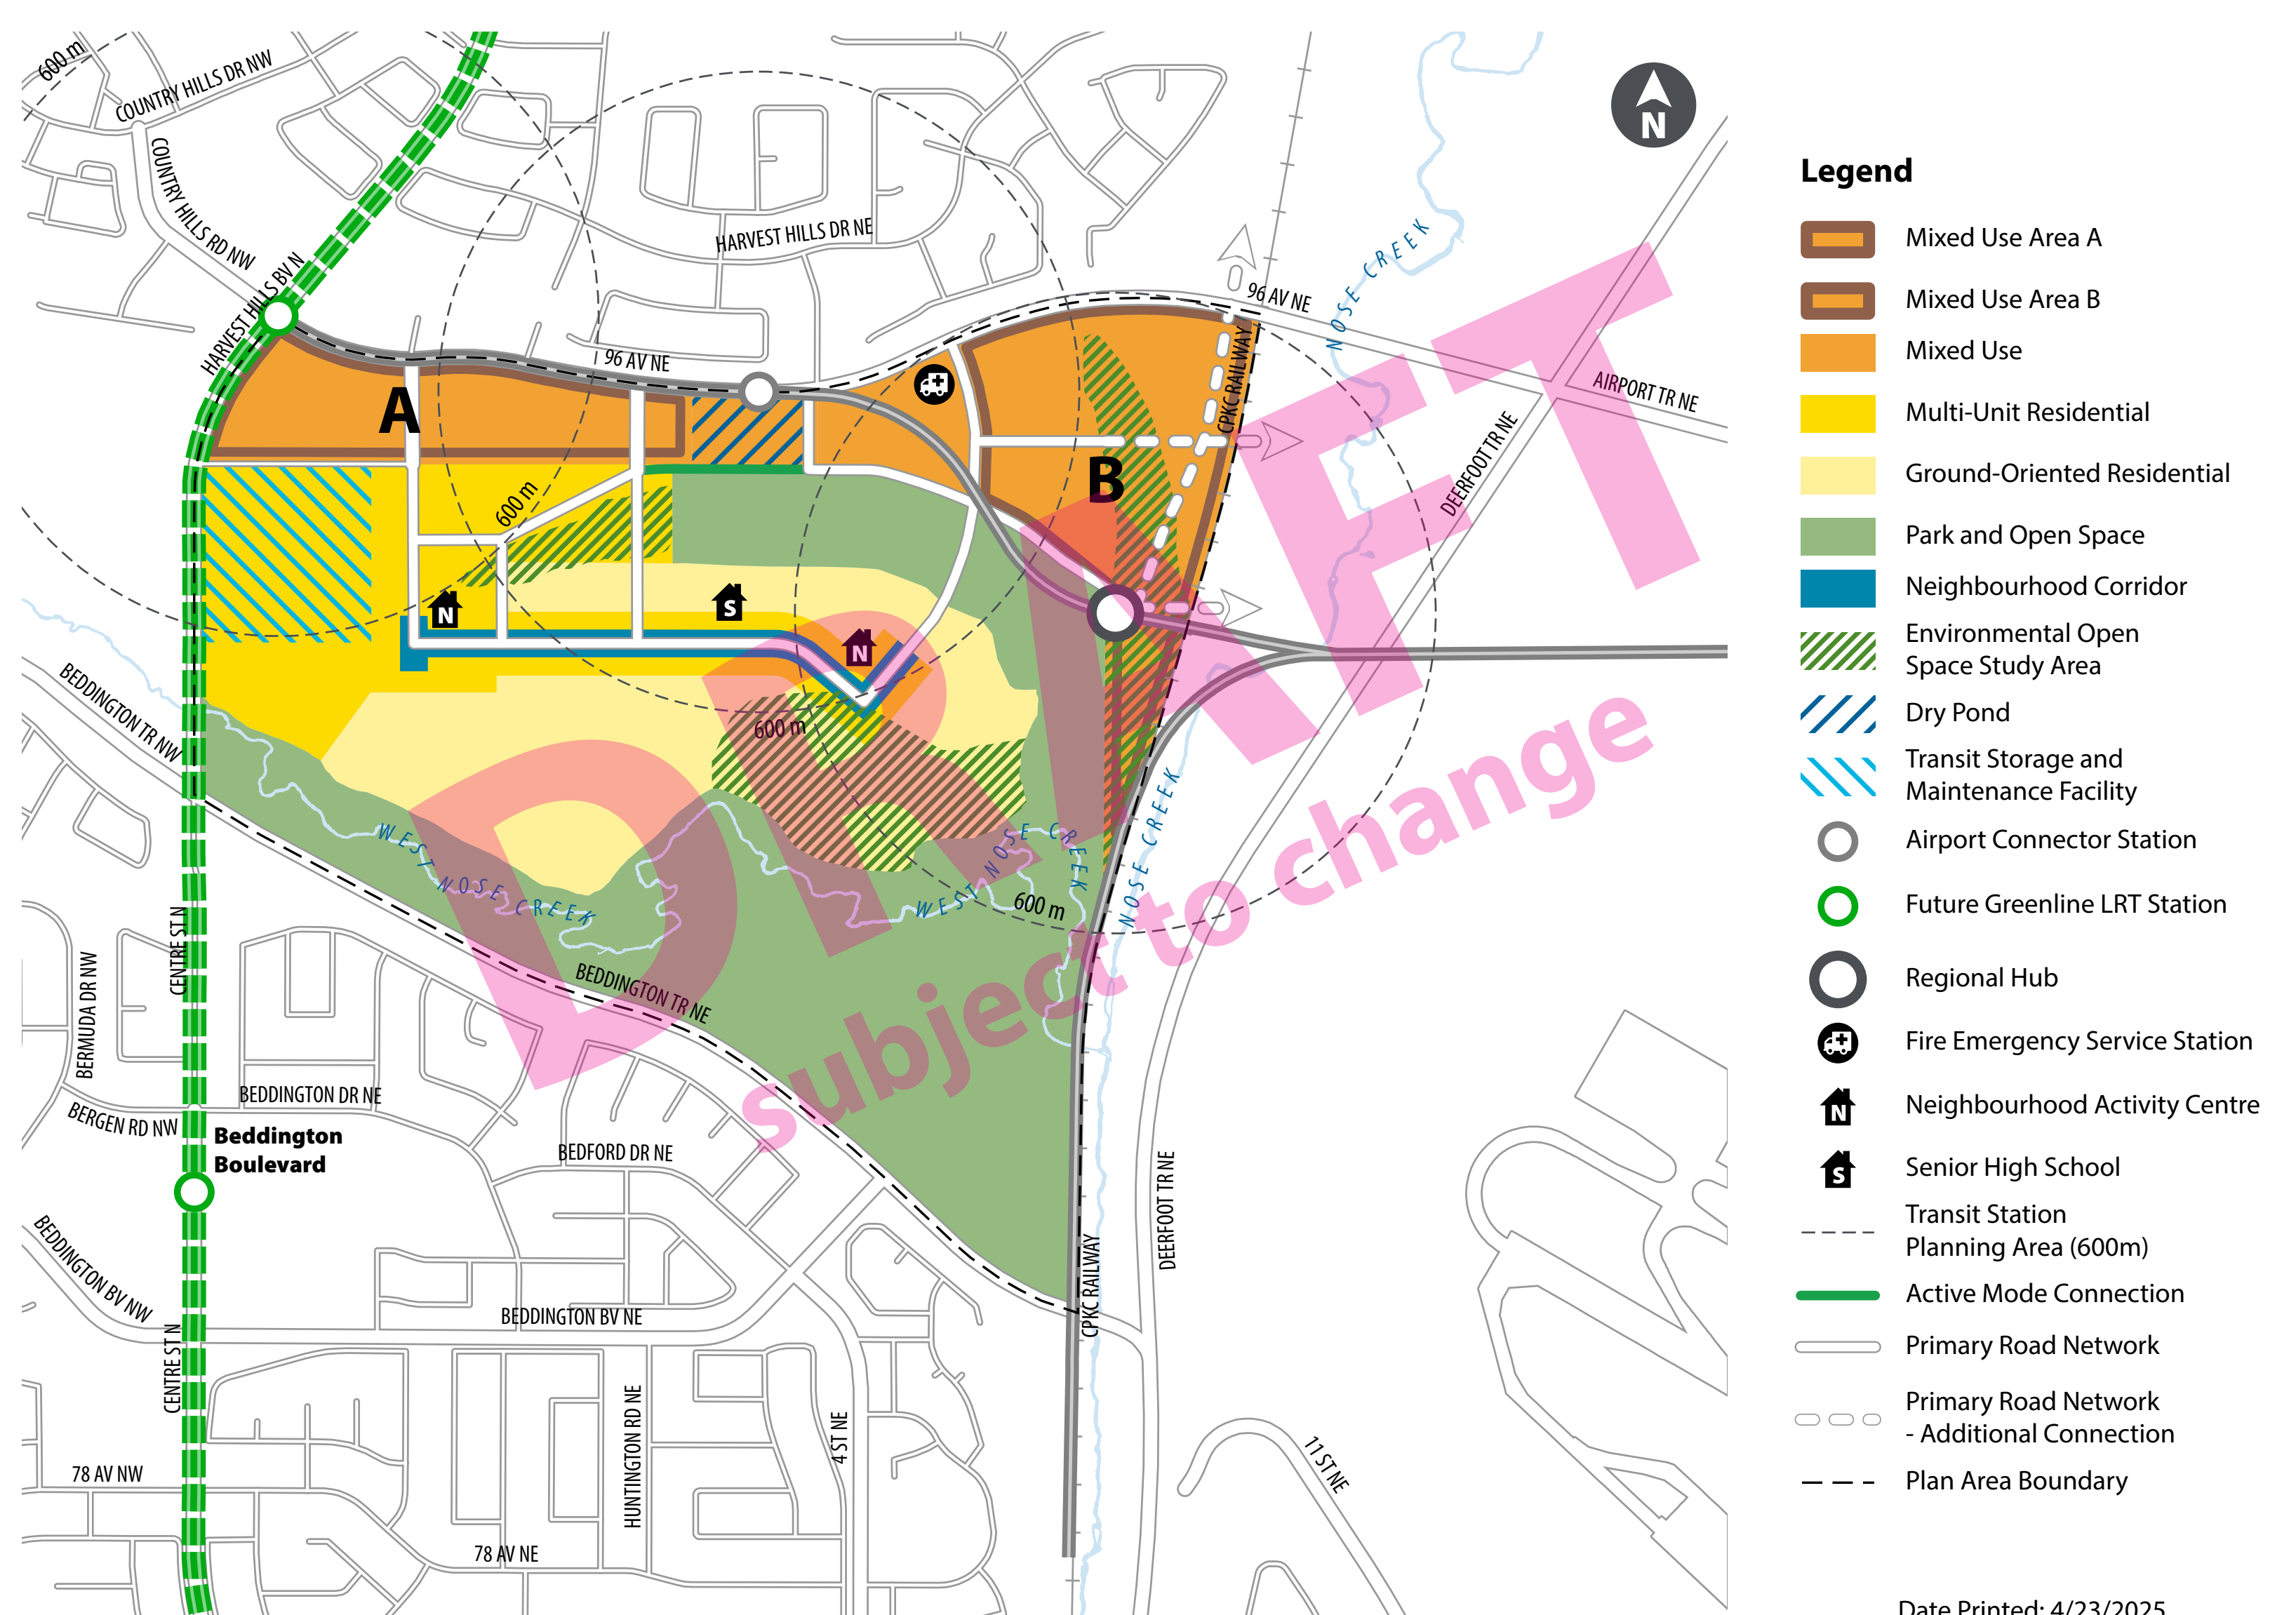 600 m
COUNTRY HILLS DR NW
COUNTRY HILLS RD NW
HARVEST HILLS BV N
HARVEST HILLS DR NE
96 AV NE
96 AV NE
NOSE CREEK
CPKC RAILWAY
AIRPORT TR NE
DEERFOOT TR NE
A
B
N
600 m
N
S
N
600 m
BEDDINGTON TR NW
WEST NOSE CREEK
WEST NOSE CREEK
NOSE CREEK
600 m
BEDDINGTON TR NE
CENTRE ST N
BERMUDA DR NW
BERGEN RD NW
BEDDINGTON DR NE
Beddington
Boulevard
BEDFORD DR NE
BEDDINGTON BV NW
BEDDINGTON BV NE
CENTRE ST N
CPKC RAILWAY
DEERFOOT TR NE
HUNTINGTON RD NE
4 ST NE
11 ST NE
78 AV NW
78 AV NE
DRAFT
subject to change
Legend
Mixed Use Area A
Mixed Use Area B
Mixed Use
Multi-Unit Residential
Ground-Oriented Residential
Park and Open Space
Neighbourhood Corridor
Environmental Open
Space Study Area
Dry Pond
Transit Storage and
Maintenance Facility
Airport Connector Station
Future Greenline LRT Station
Regional Hub
Fire Emergency Service Station
N
Neighbourhood Activity Centre
S
Senior High School
Transit Station
Planning Area (600m)
Active Mode Connection
Primary Road Network
Primary Road Network
- Additional Connection
Plan Area Boundary
Date Printed: 4/23/2025